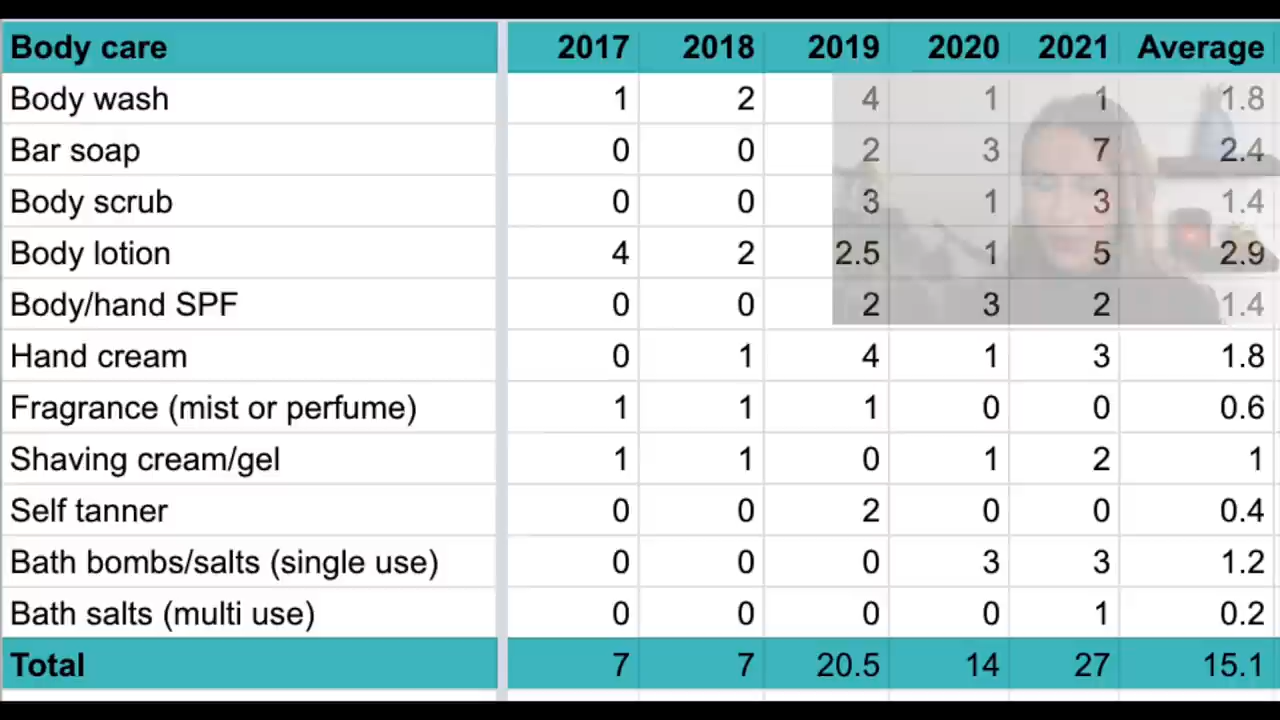 Body care 2017 2018 2019 2020 2021 Average
Body wash 1 2 4 1 1 1.8
Bar soap 0 0 2 3 7 2.4
Body scrub 0 0 3 1 3 1.4
Body lotion 4 2 2.5 1 5 2.9
Body/hand SPF 0 0 2 3 2 1.4
Hand cream 0 1 4 1 3 1.8
Fragrance (mist or perfume) 1 1 1 0 0 0.6
Shaving cream/gel 1 1 0 1 2 1
Self tanner 0 0 2 0 0 0.4
Bath bombs/salts (single use) 0 0 0 3 3 1.2
Bath salts (multi use) 0 0 0 0 1 0.2
Total 7 7 20.5 14 27 15.1